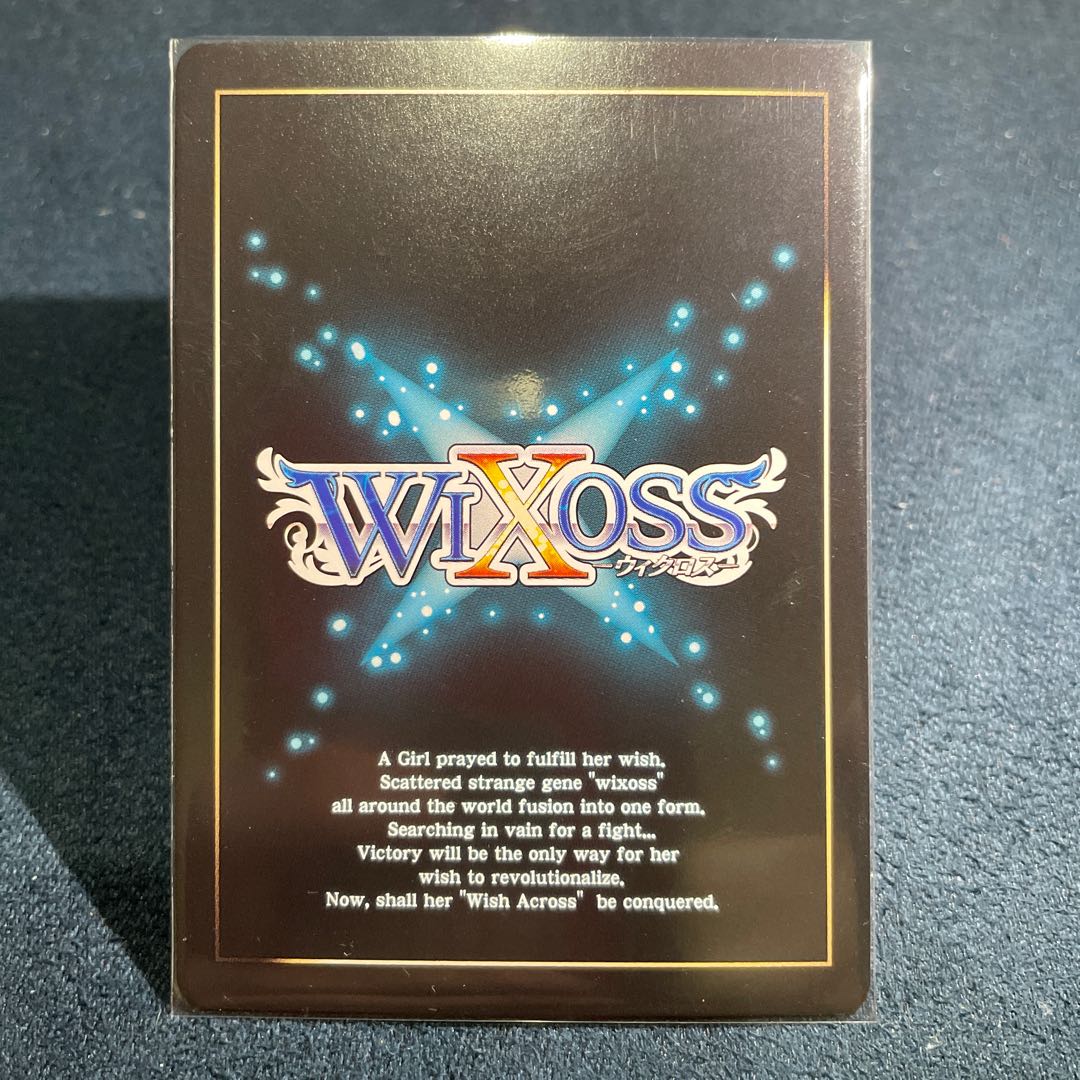 WIXOSS
ーウィクロスー
A Girl prayed to fulfill her wish.
Scattered strange gene "wixoss"
all around the world fusion into one form.
Searching in vain for a fight...
Victory will be the only way for her
wish to revolutionalize.
Now, shall her "Wish Across" be conquered.